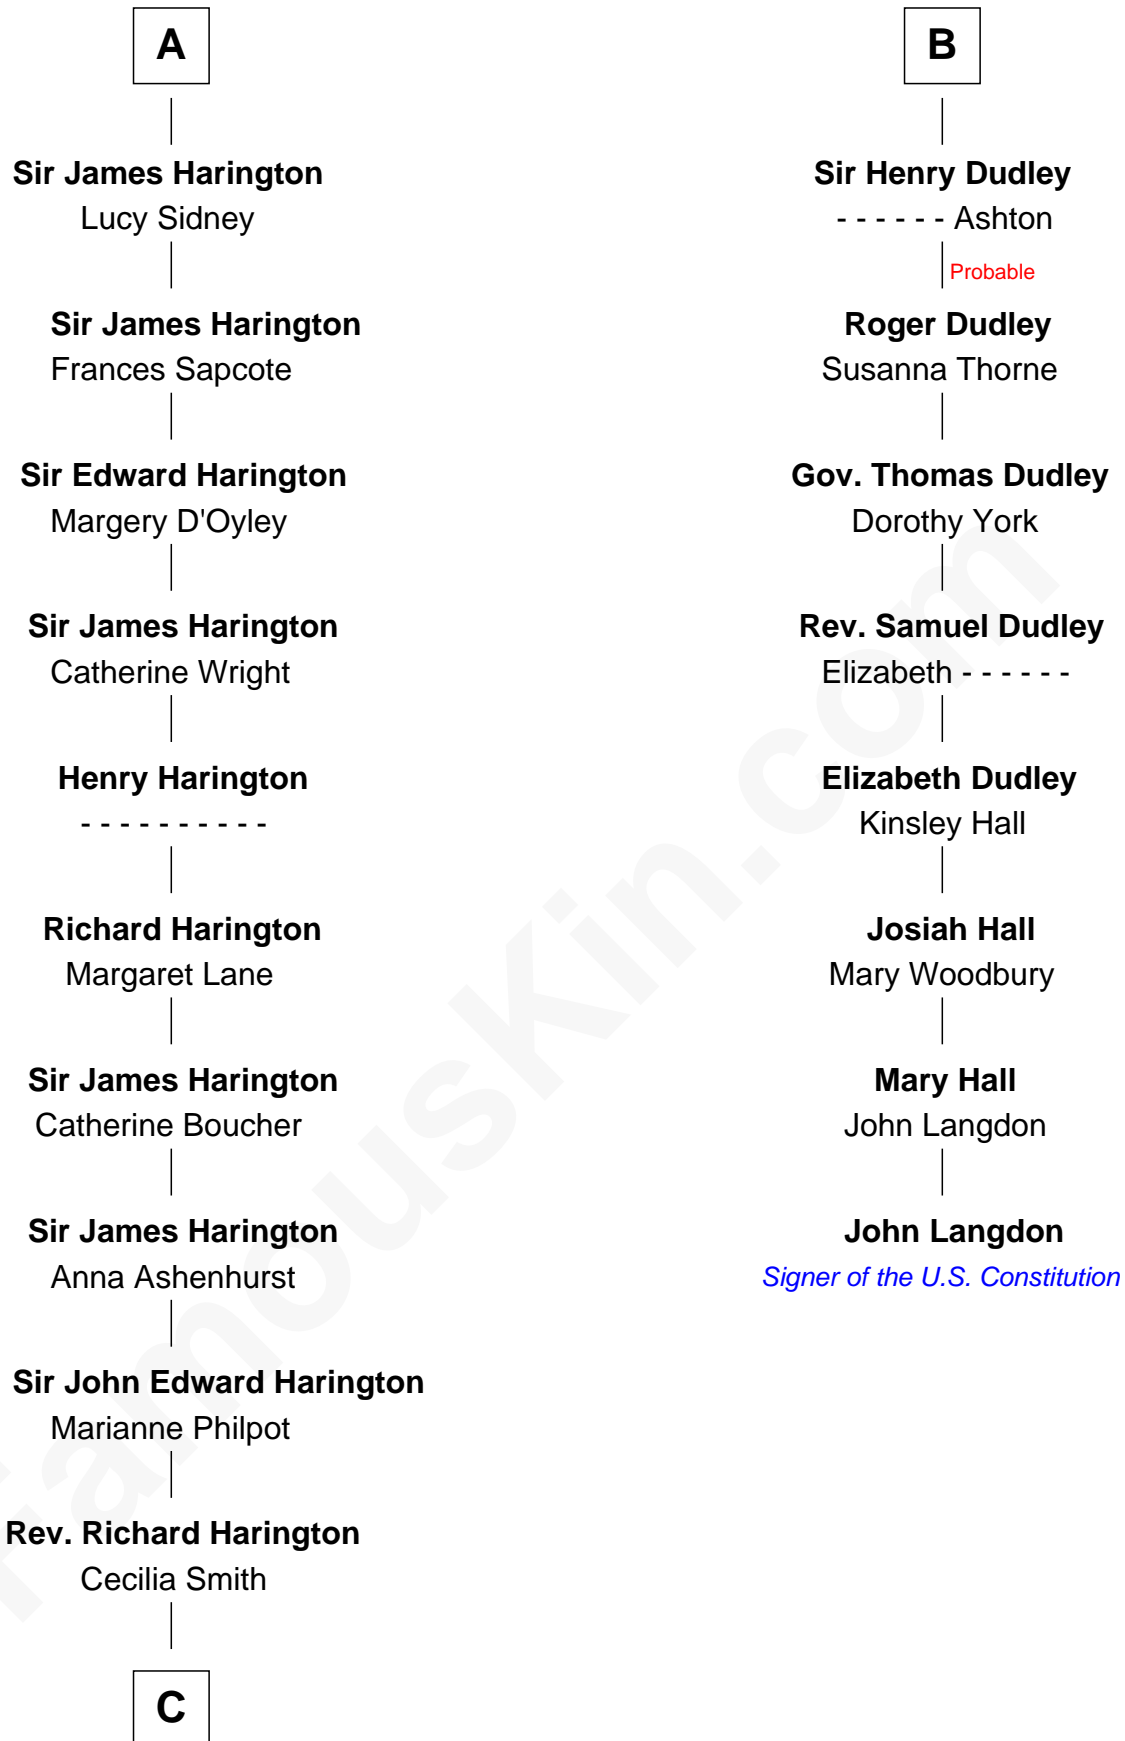 A
Sir James Harington
Lucy Sidney
Sir James Harington
Frances Sapcote
Sir Edward Harington
Margery D'Oyley
Sir James Harington
Catherine Wright
Henry Harington
- - - - - - - - - -
Richard Harington
Margaret Lane
Sir James Harington
Catherine Boucher
Sir James Harington
Anna Ashenhurst
Sir John Edward Harington
Marianne Philpot
Rev. Richard Harington
Cecilia Smith
C
B
Sir Henry Dudley
- - - - - - Ashton
Probable
Roger Dudley
Susanna Thorne
Gov. Thomas Dudley
Dorothy York
Rev. Samuel Dudley
Elizabeth - - - - - -
Elizabeth Dudley
Kinsley Hall
Josiah Hall
Mary Woodbury
Mary Hall
John Langdon
John Langdon
Signer of the U.S. Constitution
FamousKin.com